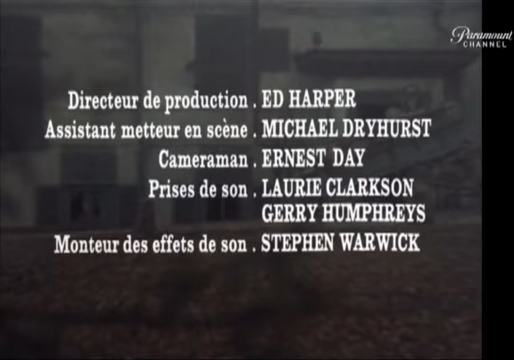 Paramount
CHANNEL
Directeur de production . ED HARPER
Assistant metteur en scène . MICHAEL DRYHURST
Cameraman . ERNEST DAY
Prises de son . LAURIE CLARKSON
GERRY HUMPHREYS
Monteur des effets de son . STEPHEN WARWICK